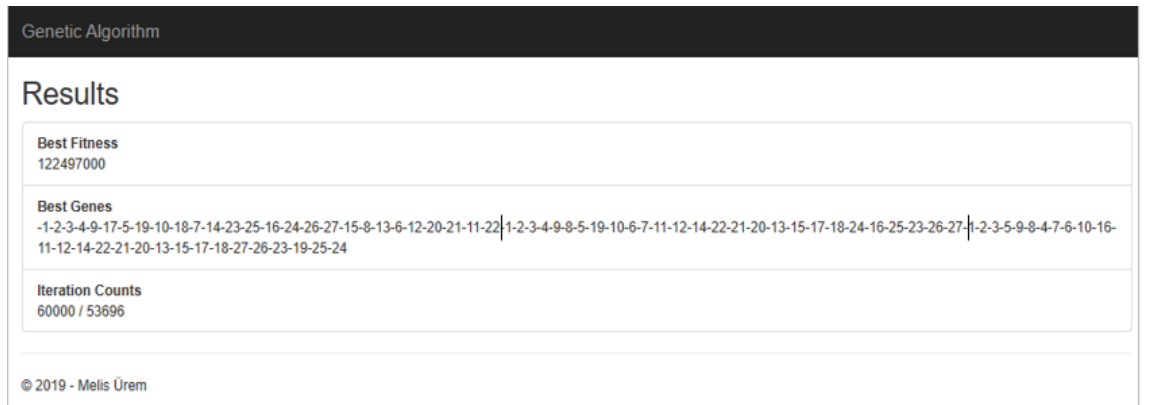 Genetic Algorithm
Results
Best Fitness
122497000
Best Genes
-1-2-3-4-9-17-5-19-10-18-7-14-23-25-16-24-26-27-15-8-13-6-12-20-21-11-22-1-2-3-4-9-8-5-19-10-6-7-11-12-14-22-21-20-13-15-17-18-24-16-25-23-26-27-1-2-3-5-9-8-4-7-6-10-16-
11-12-14-22-21-20-13-15-17-18-27-26-23-19-25-24
Iteration Counts
60000 / 53696
© 2019 - Melis Ürem